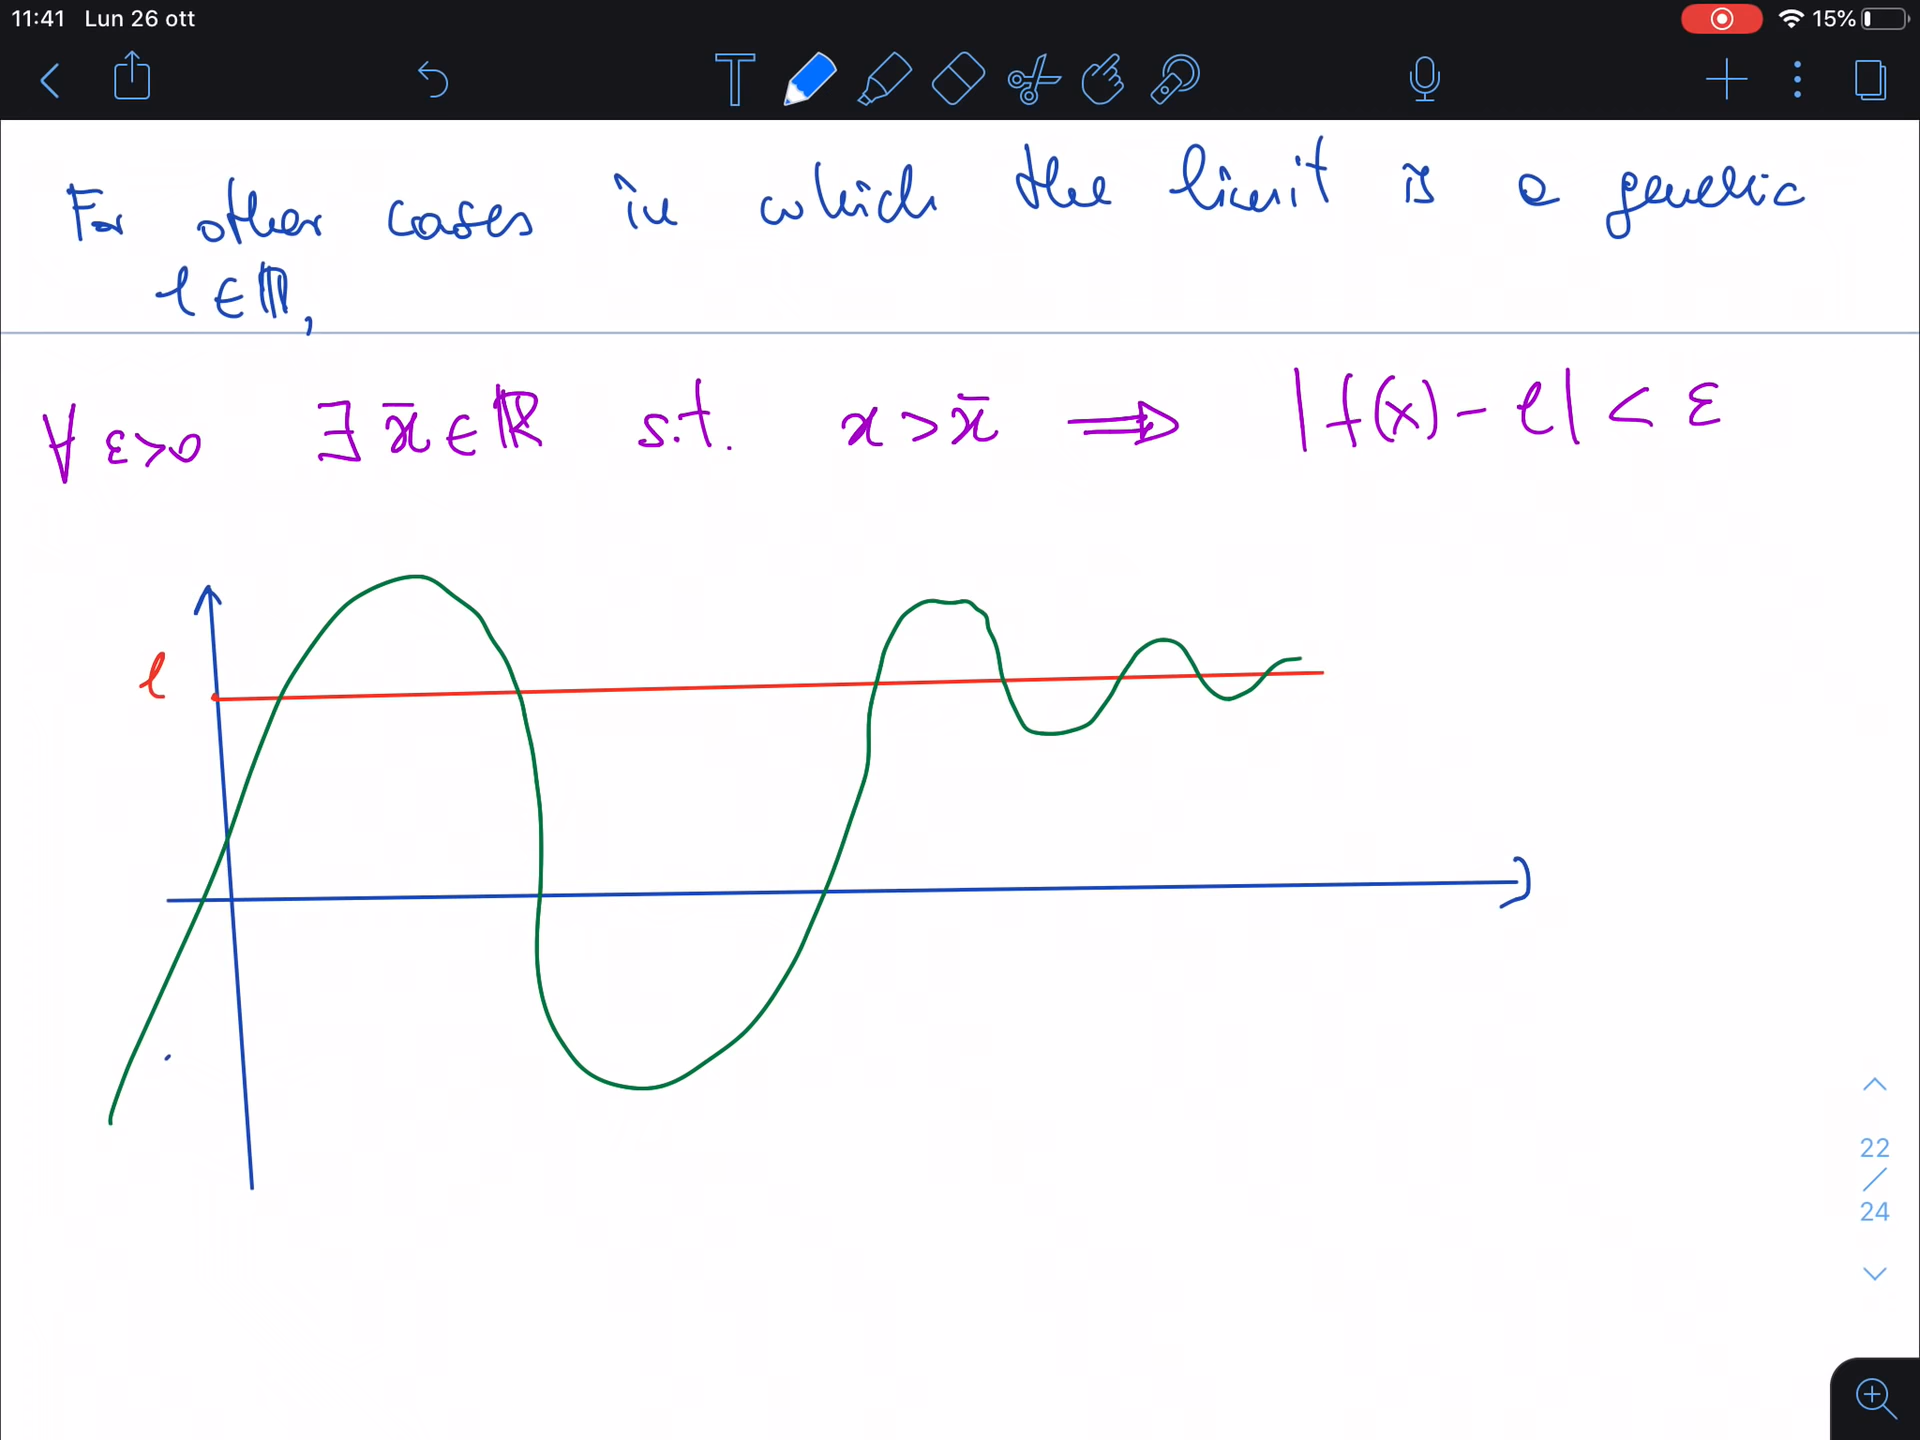 11:41 Lun 26 ott 15%
For other cases in which the limit is a generic
l ∈ ℝ,
∀ ε>0 ∃ x̄ ∈ ℝ s.t. x > x̄ ⟹ |f(x) - l| < ε
l
22
/
24